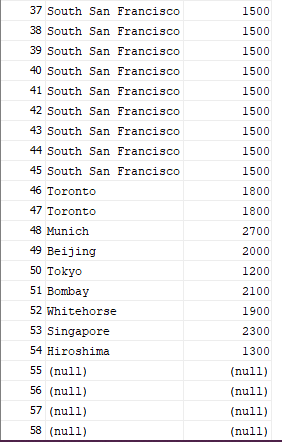 37 South San Francisco 1500
38 South San Francisco 1500
39 South San Francisco 1500
40 South San Francisco 1500
41 South San Francisco 1500
42 South San Francisco 1500
43 South San Francisco 1500
44 South San Francisco 1500
45 South San Francisco 1500
46 Toronto 1800
47 Toronto 1800
48 Munich 2700
49 Beijing 2000
50 Tokyo 1200
51 Bombay 2100
52 Whitehorse 1900
53 Singapore 2300
54 Hiroshima 1300
55 (null) (null)
56 (null) (null)
57 (null) (null)
58 (null) (null)